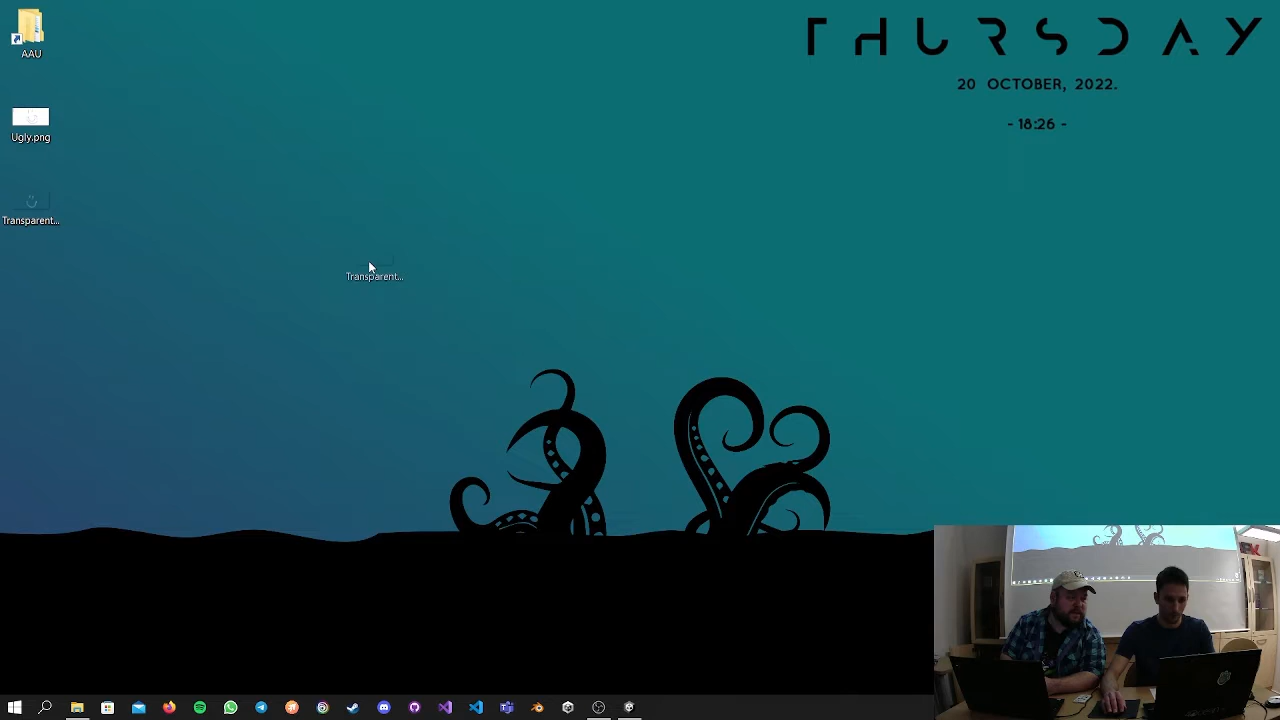 AAU
Ugly.png
Transparent...
Transparent...
THURSDAY
20 OCTOBER, 2022.
- 18:26 -